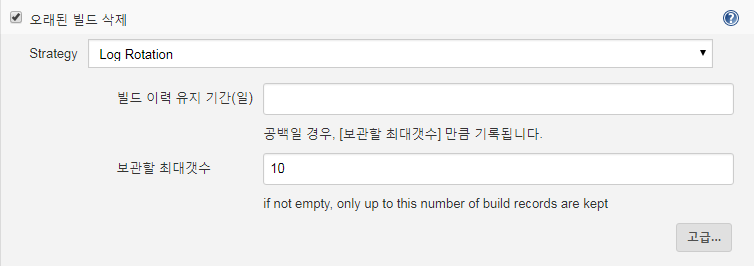 오래된 빌드 삭제
Strategy Log Rotation
빌드 이력 유지 기간(일)
공백일 경우, [보관할 최대갯수] 만큼 기록됩니다.
보관할 최대갯수 10
if not empty, only up to this number of build records are kept
고급...